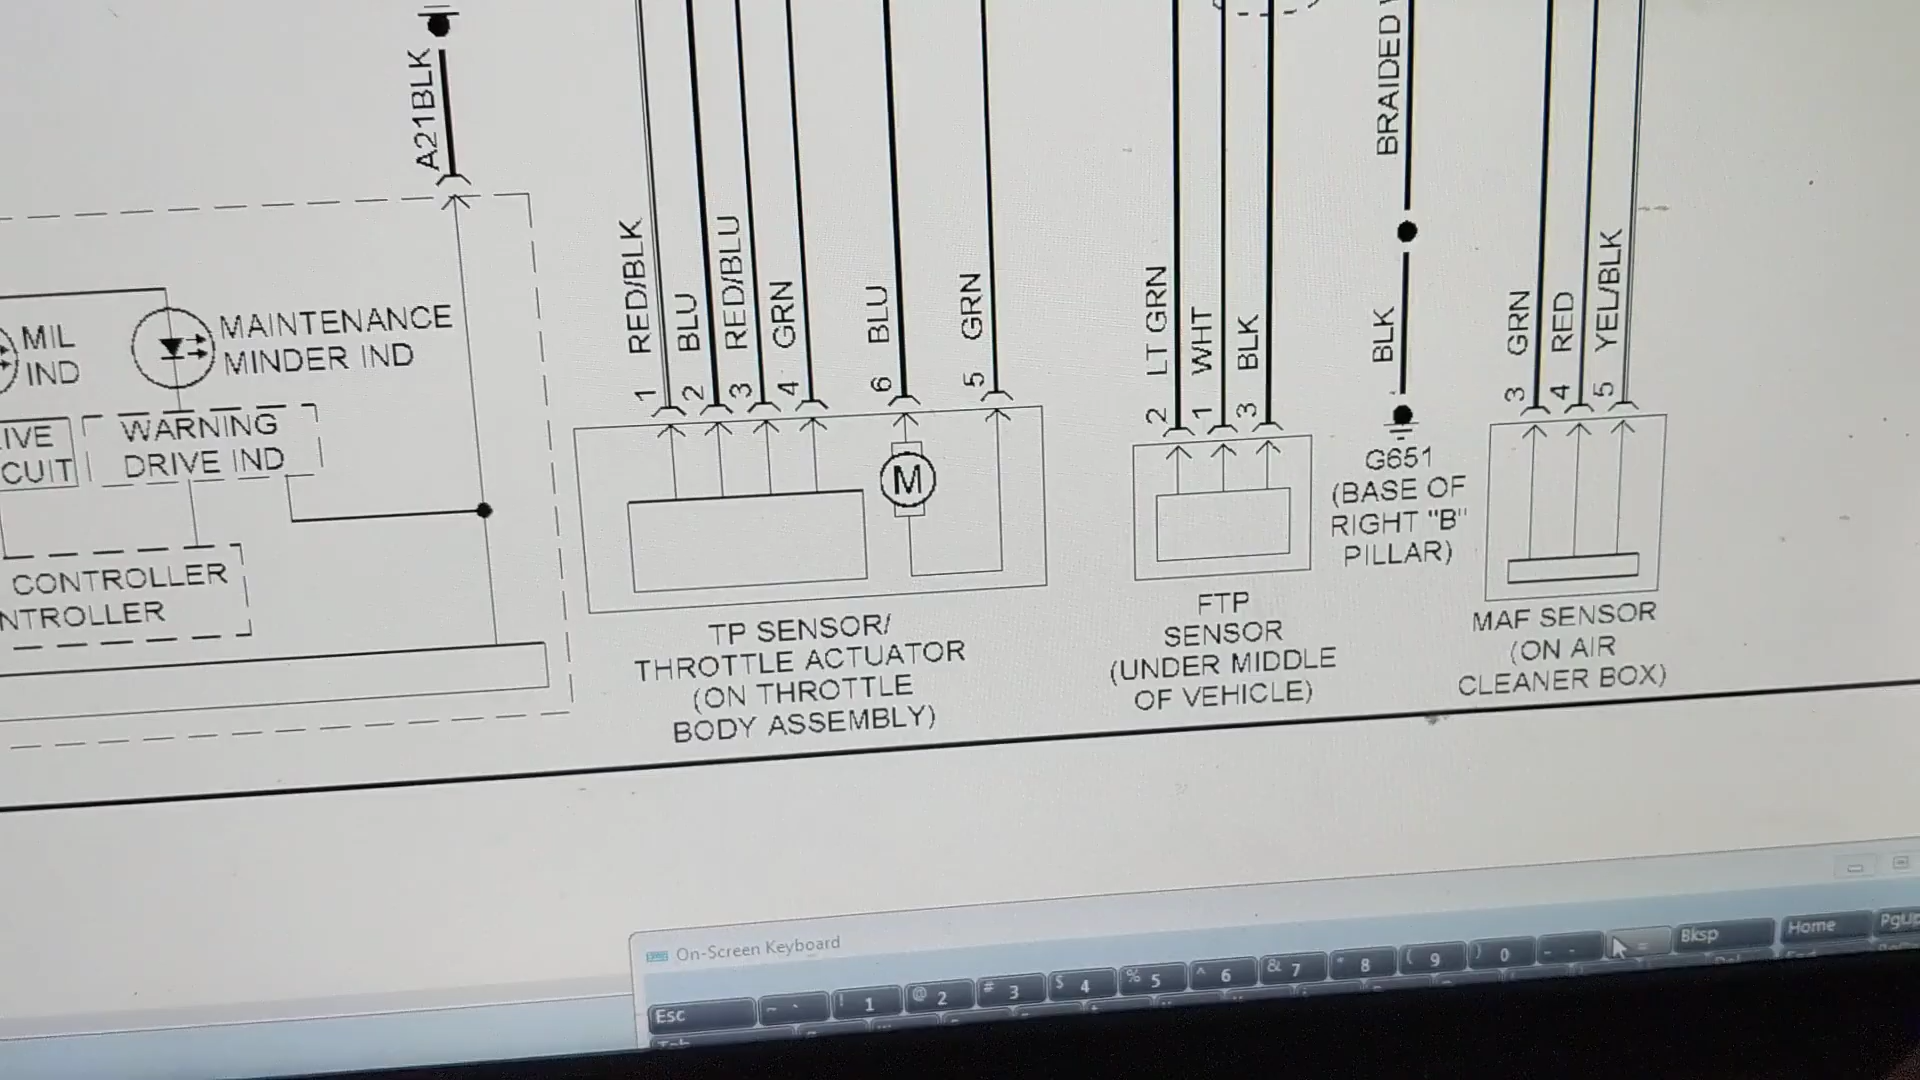 A21BLK
MIL
IND
MAINTENANCE
MINDER IND
IVE
CUIT
WARNING
DRIVE IND
CONTROLLER
NTROLLER
1 RED/BLK
2 BLU
3 RED/BLU
4 GRN
6 BLU
5 GRN
M
TP SENSOR/
THROTTLE ACTUATOR
(ON THROTTLE
BODY ASSEMBLY)
2 LT GRN
1 WHT
3 BLK
FTP
SENSOR
(UNDER MIDDLE
OF VEHICLE)
BRAIDED
BLK
G651
(BASE OF
RIGHT "B"
PILLAR)
3 GRN
4 RED
5 YEL/BLK
MAF SENSOR
(ON AIR
CLEANER BOX)
On-Screen Keyboard
Esc ~ ` ! 1 @ 2 # 3 $ 4 % 5 ^ 6 & 7 * 8 ( 9 ) 0 - = Bksp Home PgUp